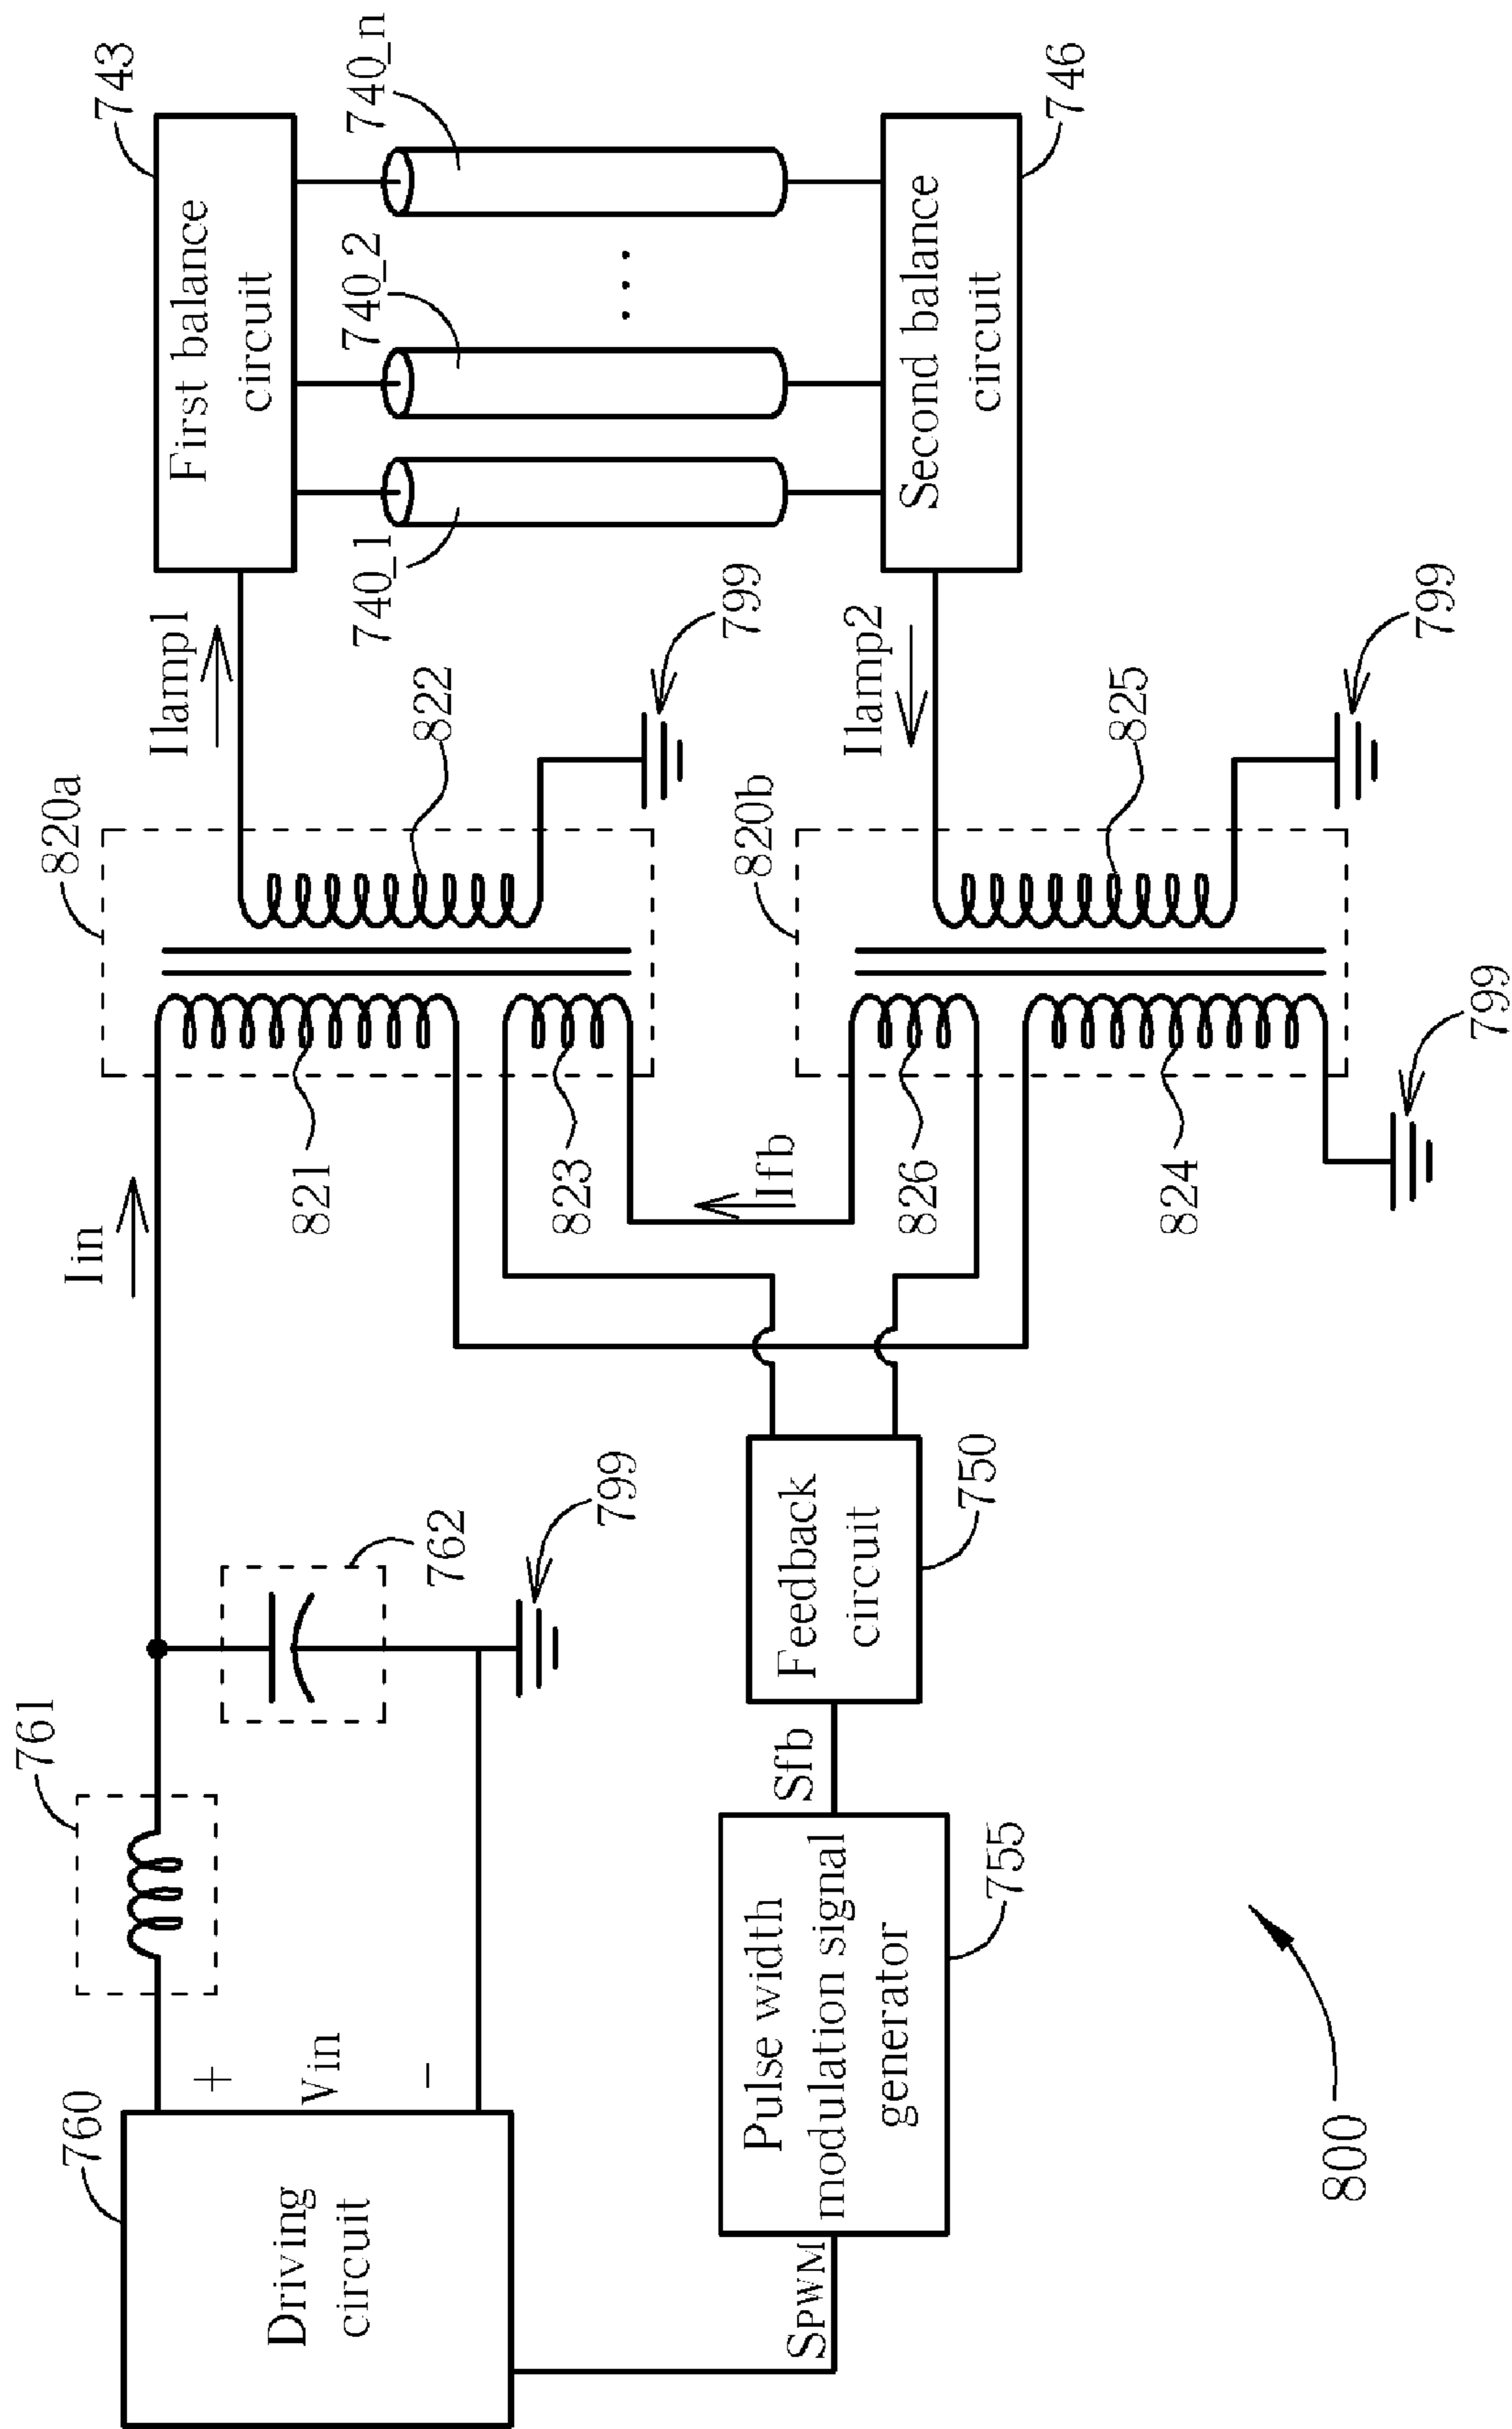 760
Driving
circuit
+
Vin
-
761
762
799
Iin
820a
821
822
823
799
Ilamp1
743
First balance
circuit
740_1
740_2
740_n
...
Ifb
820b
826
824
825
799
799
Ilamp2
Second balance
circuit
746
SPWM
Pulse width
modulation signal
generator
755
Sfb
Feedback
circuit
750
800